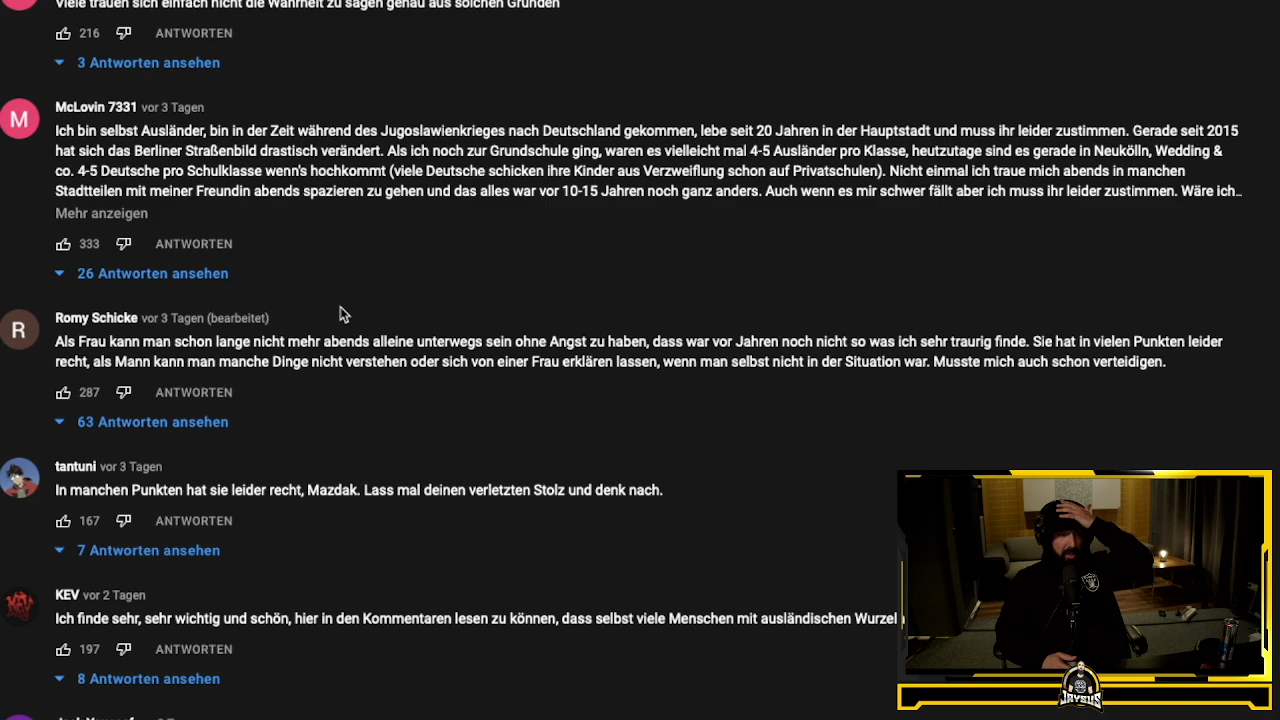 Viele trauen sich einfach nicht die Wahrheit zu sagen genau aus solchen Gründen
216 ANTWORTEN
3 Antworten ansehen
M
McLovin 7331 vor 3 Tagen
Ich bin selbst Ausländer, bin in der Zeit während des Jugoslawienkrieges nach Deutschland gekommen, lebe seit 20 Jahren in der Hauptstadt und muss ihr leider zustimmen. Gerade seit 2015
hat sich das Berliner Straßenbild drastisch verändert. Als ich noch zur Grundschule ging, waren es vielleicht mal 4-5 Ausländer pro Klasse, heutzutage sind es gerade in Neukölln, Wedding &
co. 4-5 Deutsche pro Schulklasse wenn's hochkommt (viele Deutsche schicken ihre Kinder aus Verzweiflung schon auf Privatschulen). Nicht einmal ich traue mich abends in manchen
Stadtteilen mit meiner Freundin abends spazieren zu gehen und das alles war vor 10-15 Jahren noch ganz anders. Auch wenn es mir schwer fällt aber ich muss ihr leider zustimmen. Wäre ich...
Mehr anzeigen
333 ANTWORTEN
26 Antworten ansehen
R
Romy Schicke vor 3 Tagen (bearbeitet)
Als Frau kann man schon lange nicht mehr abends alleine unterwegs sein ohne Angst zu haben, dass war vor Jahren noch nicht so was ich sehr traurig finde. Sie hat in vielen Punkten leider
recht, als Mann kann man manche Dinge nicht verstehen oder sich von einer Frau erklären lassen, wenn man selbst nicht in der Situation war. Musste mich auch schon verteidigen.
287 ANTWORTEN
63 Antworten ansehen
tantuni vor 3 Tagen
In manchen Punkten hat sie leider recht, Mazdak. Lass mal deinen verletzten Stolz und denk nach.
167 ANTWORTEN
7 Antworten ansehen
KEV
KEV vor 2 Tagen
Ich finde sehr, sehr wichtig und schön, hier in den Kommentaren lesen zu können, dass selbst viele Menschen mit ausländischen Wurzel
197 ANTWORTEN
8 Antworten ansehen
JAYSUS